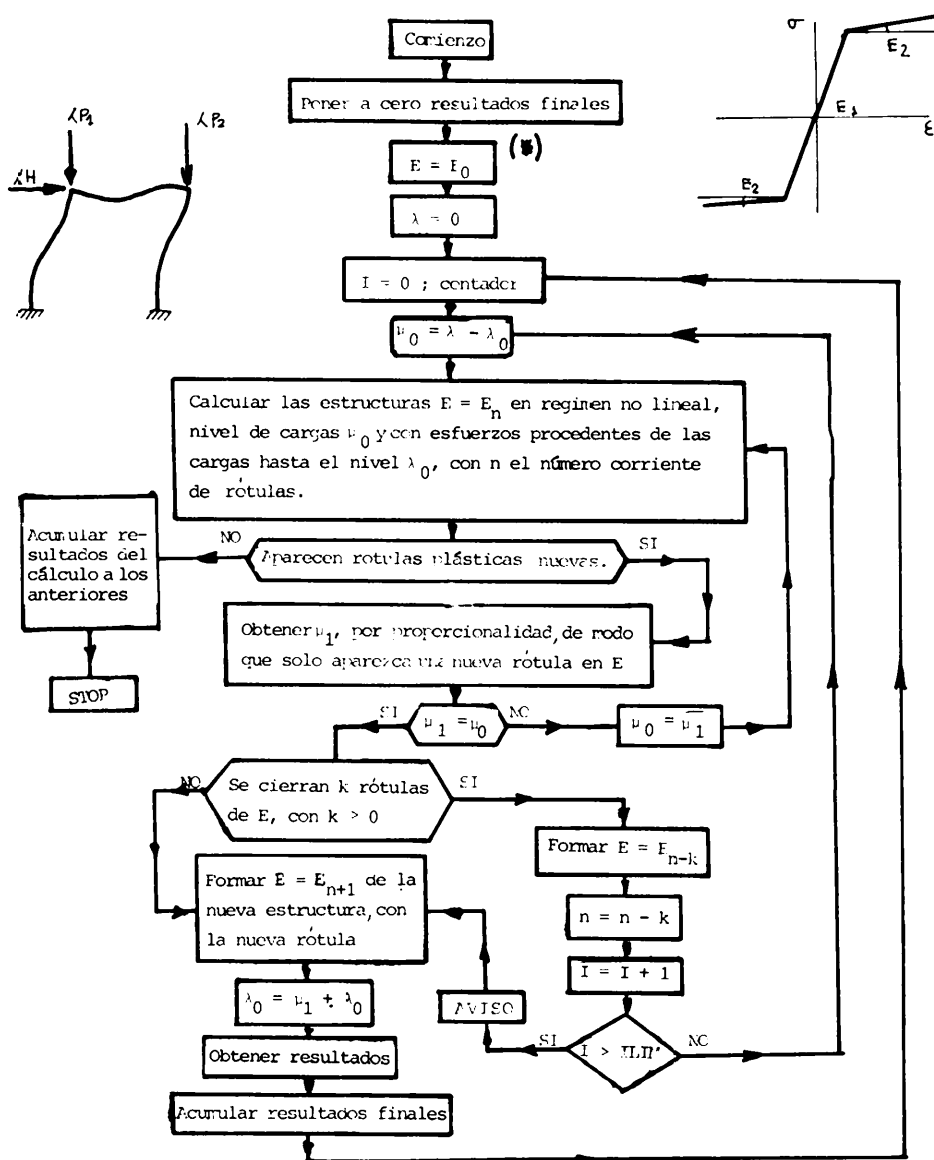 Comienzo
Poner a cero resultados finales
(*)
E = E0
λ = 0
I = 0 ; contador
μ0 = λ - λ0
Calcular las estructuras E = En en regimen no lineal,
nivel de cargas μ0 y con esfuerzos procedentes de las
cargas hasta el nivel λ0, con n el número corriente
de rótulas.
Aparecen rotulas plásticas nuevas.
NO
SI
Acumular re-
sultados del
cálculo a los
anteriores
STOP
Obtener μ1, por proporcionalidad, de modo
que solo aparezca una nueva rótula en E
SI
μ1 = μ0
NO
μ0 = μ1
NO
Se cierran k rótulas
de E, con k > 0
SI
Formar E = En-k
n = n - k
I = I + 1
I >
SI
NO
AVISO
Formar E = En+1 de la
nueva estructura, con
la nueva rótula
λ0 = μ1 + λ0
Obtener resultados
Acumular resultados finales
λP1
λP2
λH
σ
E2
E1
ε
E2